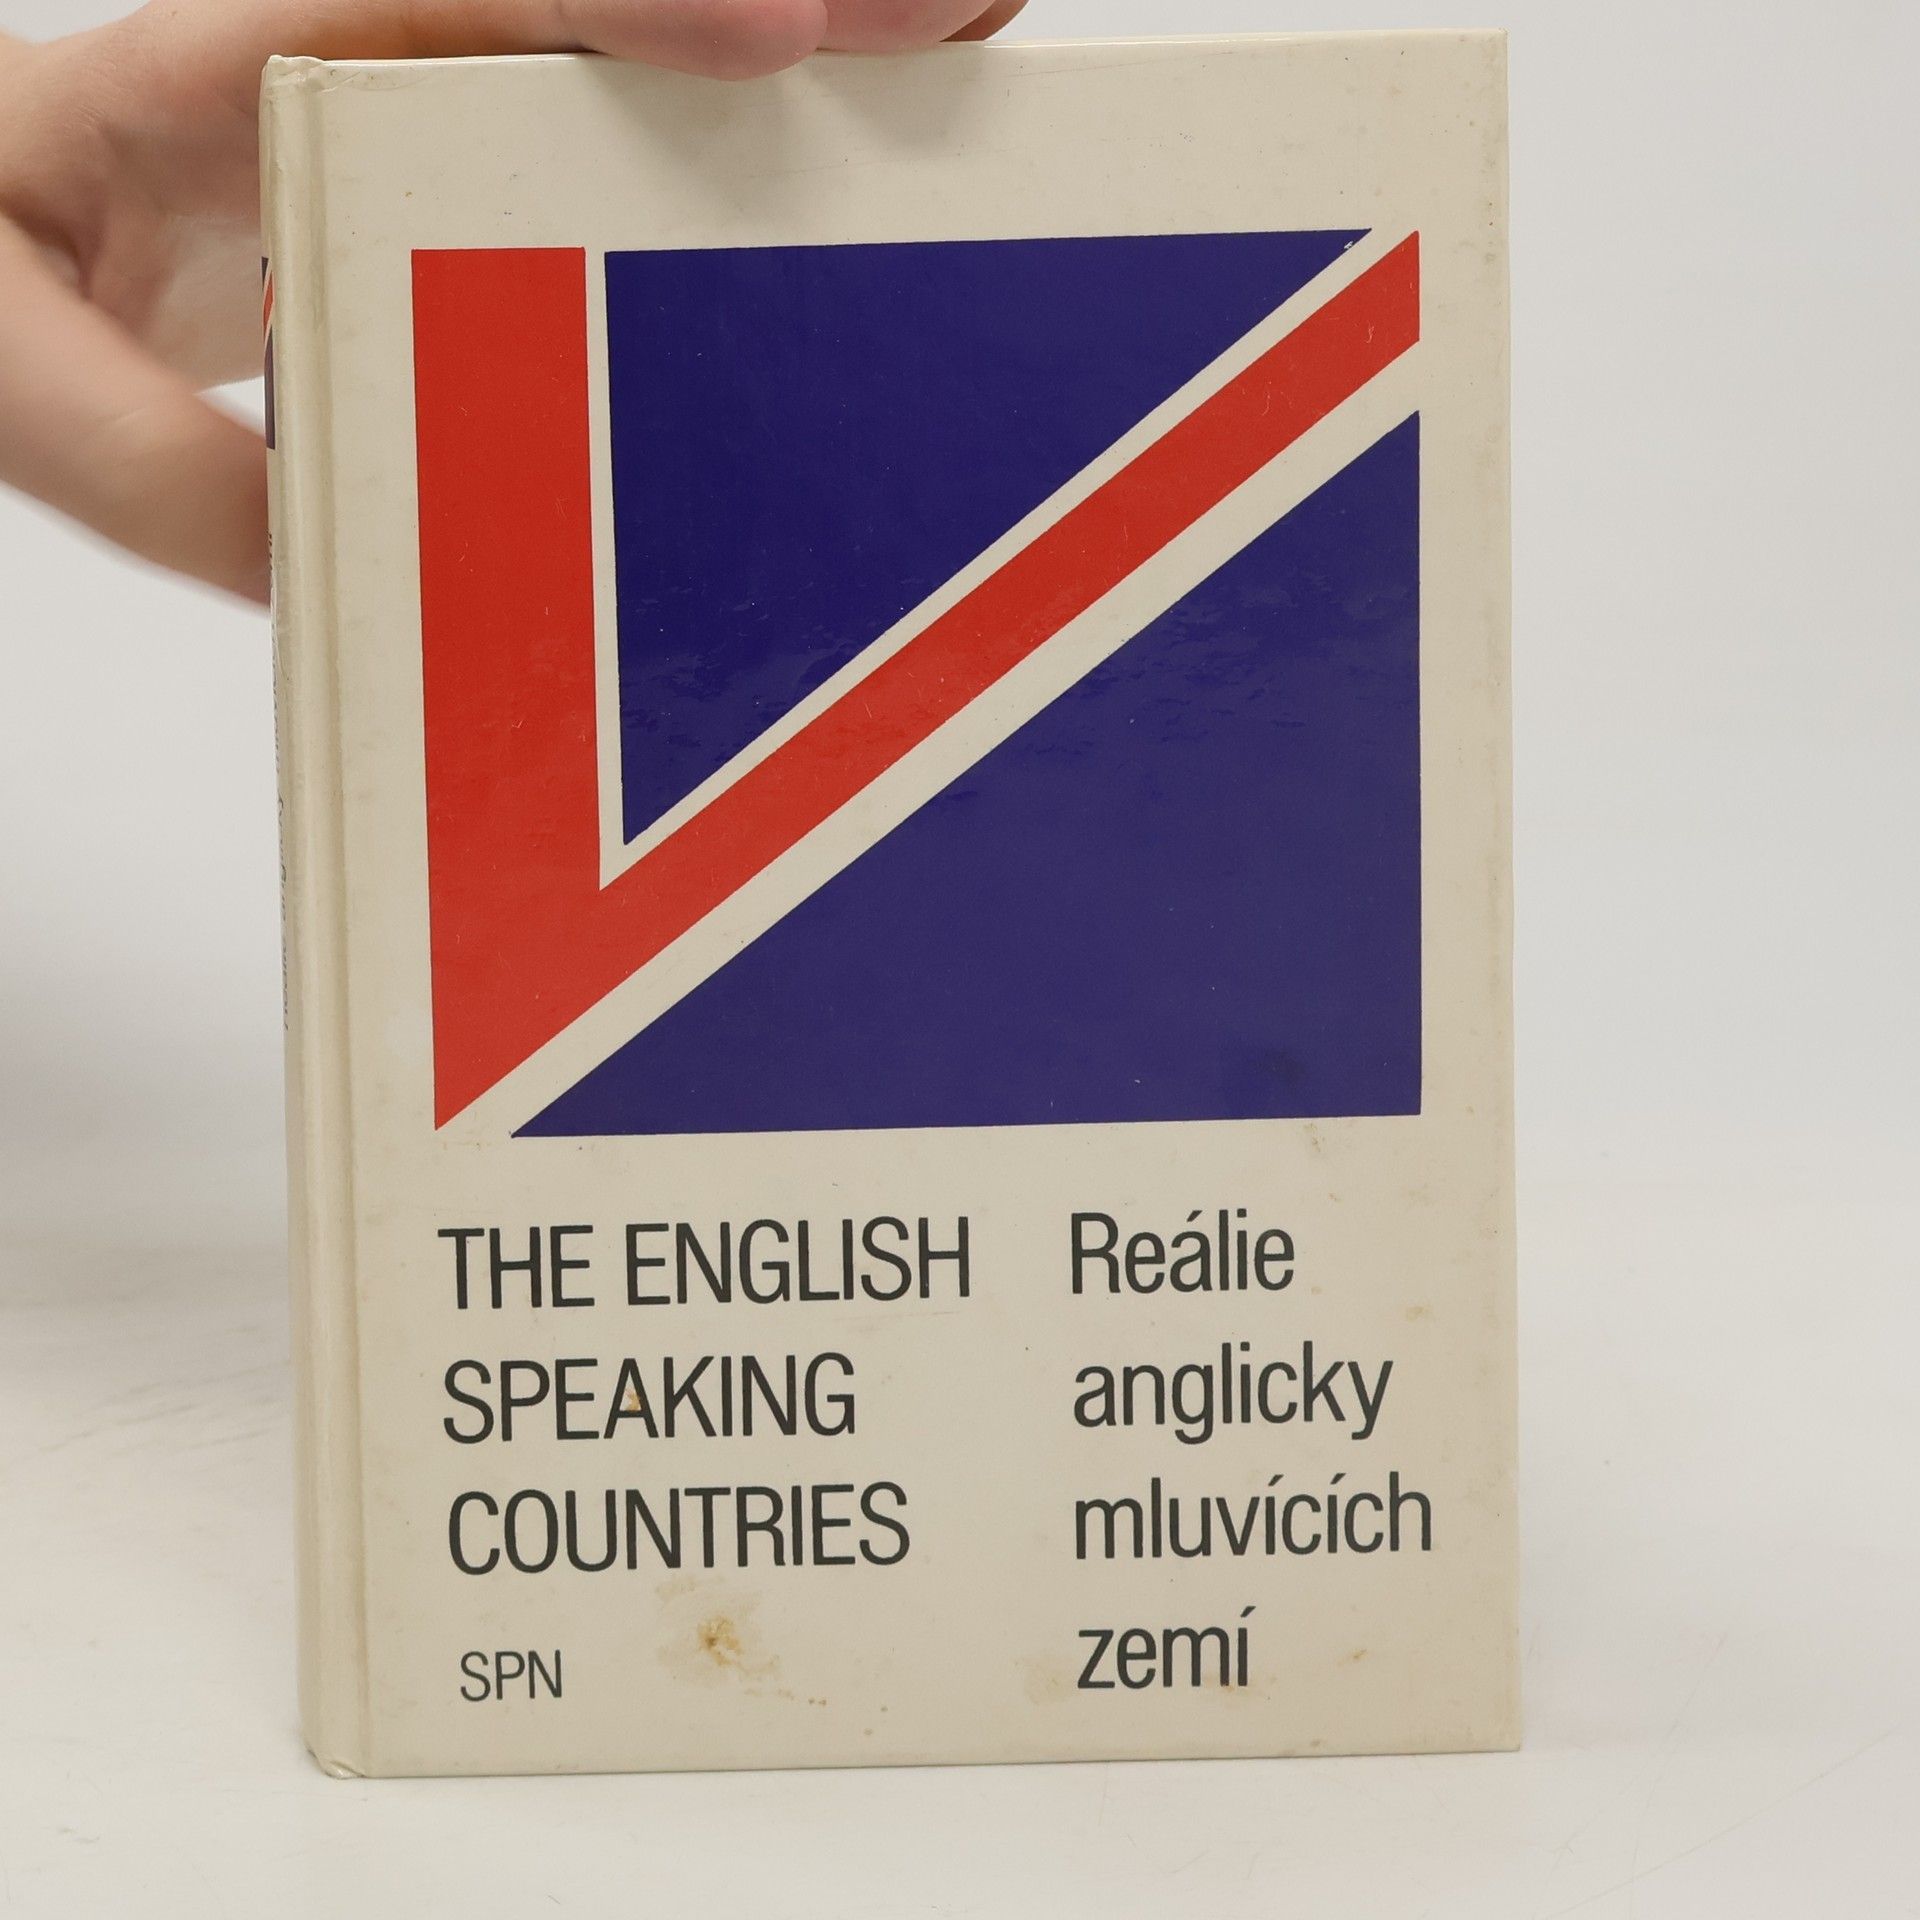 THE ENGLISH
SPEAKING
COUNTRIES
SPN
Reálie
anglicky
mluvících
zemí